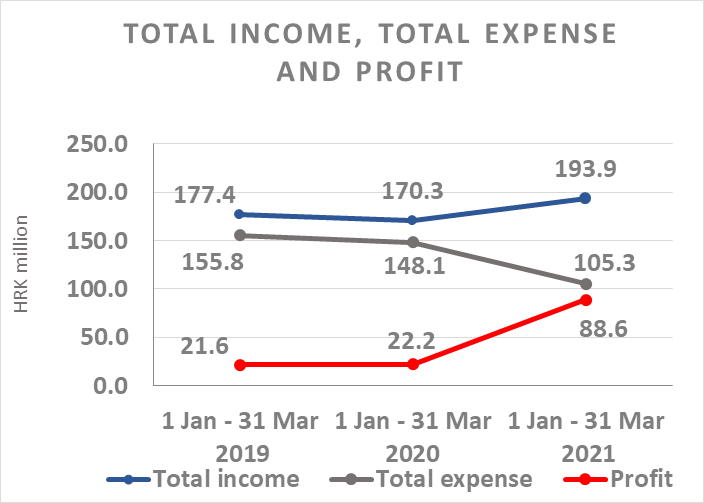 TOTAL INCOME, TOTAL EXPENSE
AND PROFIT
HRK million
250.0
200.0
150.0
100.0
50.0
0.0
177.4
170.3
193.9
155.8
148.1
105.3
21.6
22.2
88.6
1 Jan - 31 Mar
2019
1 Jan - 31 Mar
2020
1 Jan - 31 Mar
2021
Total income
Total expense
Profit